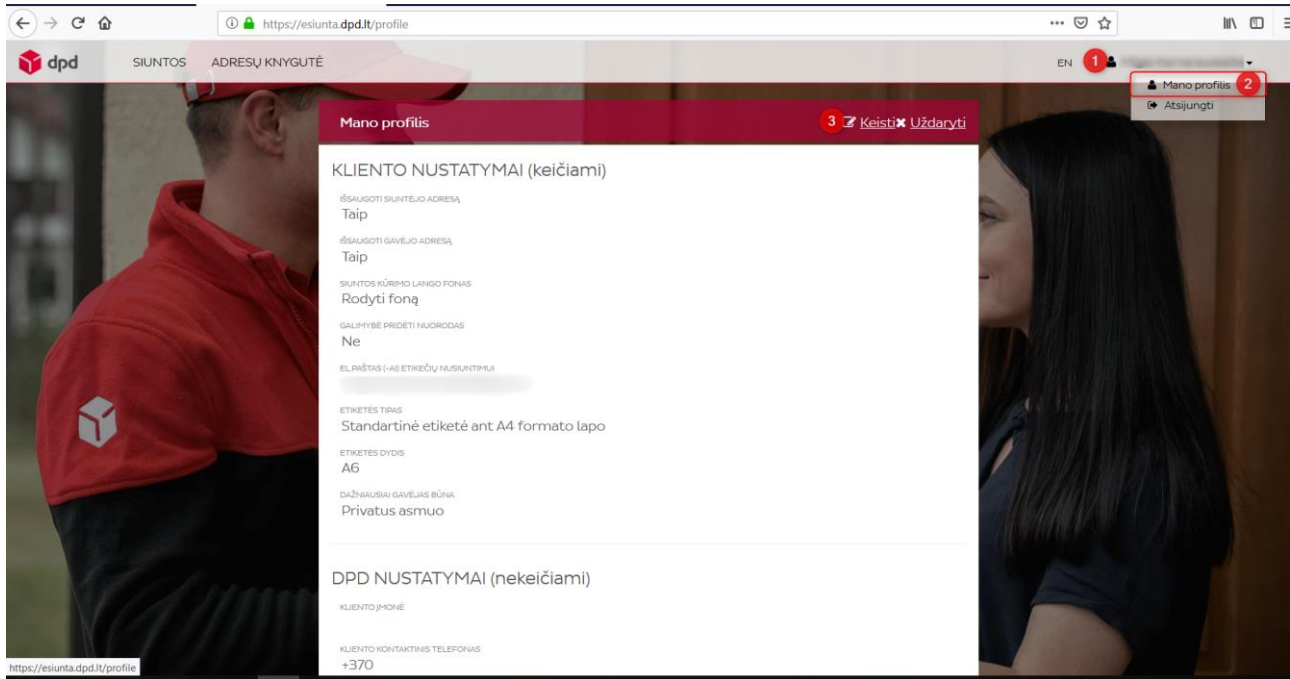 https://esiunta.dpd.lt/profile
dpd SIUNTOS ADRESŲ KNYGUTĖ EN 1
Mano profilis 2
Atsijungti
Mano profilis 3 Keisti Uždaryti
KLIENTO NUSTATYMAI (keičiami)
IŠSAUGOTI SIUNTĖJO ADRESĄ
Taip
IŠSAUGOTI GAVĖJO ADRESĄ
Taip
SIUNTOS KŪRIMO LANGO FONAS
Rodyti foną
GALIMYBĖ PRIDĖTI NUORODAS
Ne
EL.PAŠTAS (-AI) ETIKEČIŲ NUSIUNTIMUI
ETIKETĖS TIPAS
Standartinė etiketė ant A4 formato lapo
ETIKETĖS DYDIS
A6
DAŽNIAUSIAI GAVĖJAS BŪNA
Privatus asmuo
DPD NUSTATYMAI (nekeičiami)
KLIENTO ĮMONĖ
KLIENTO KONTAKTINIS TELEFONAS
+370
https://esiunta.dpd.lt/profile